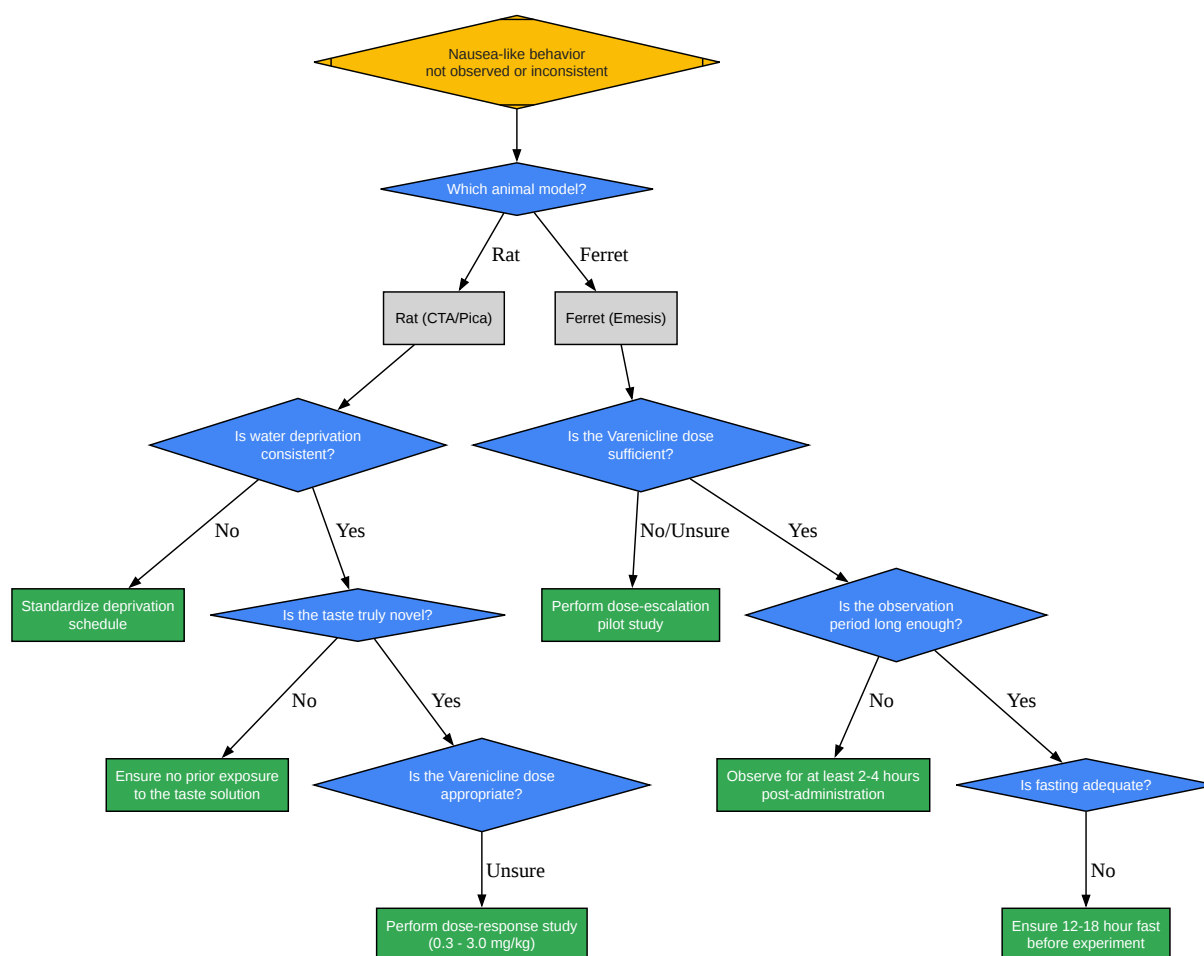 Nausea-like behavior
not observed or inconsistent
Which animal model?
Rat
Ferret
Rat (CTA/Pica)
Ferret (Emesis)
Is water deprivation
consistent?
Is the Varenicline dose
sufficient?
No
Yes
No/Unsure
Yes
Standardize deprivation
schedule
Is the taste truly novel?
Perform dose-escalation
pilot study
Is the observation
period long enough?
No
Yes
No
Yes
Ensure no prior exposure
to the taste solution
Is the Varenicline dose
appropriate?
Observe for at least 2-4 hours
post-administration
Is fasting adequate?
Unsure
No
Perform dose-response study
(0.3 - 3.0 mg/kg)
Ensure 12-18 hour fast
before experiment